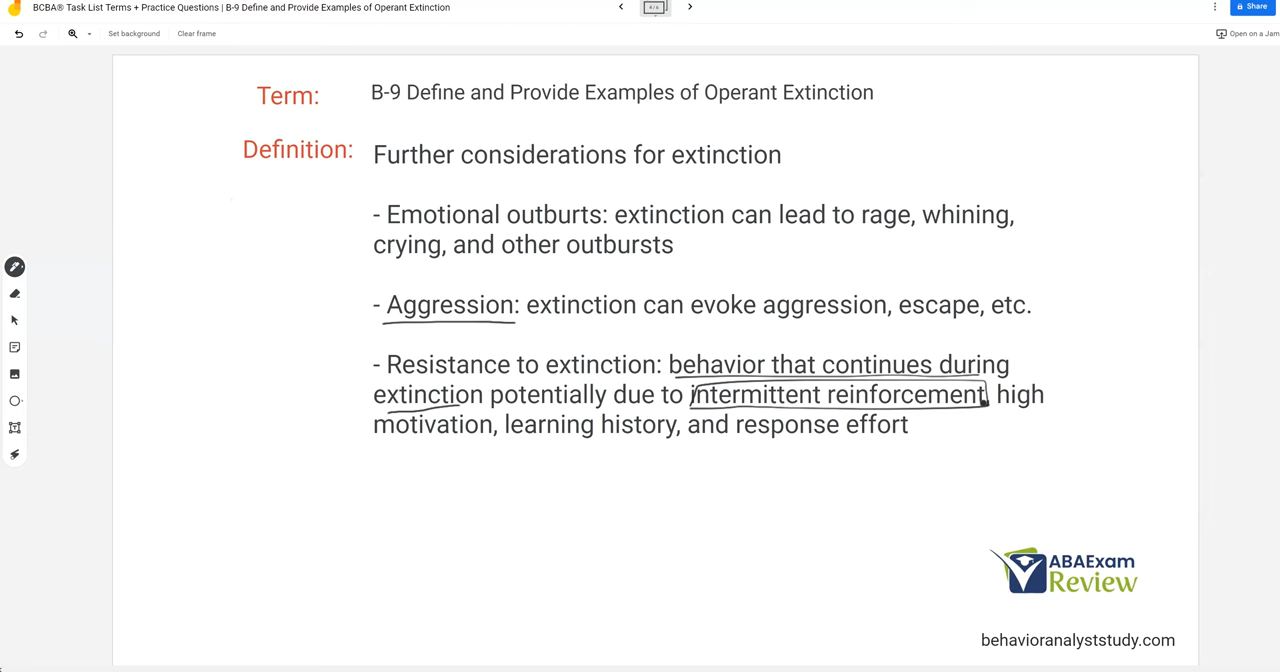 BCBA® Task List Terms + Practice Questions | B-9 Define and Provide Examples of Operant Extinction
4 / 6
Share
Set background
Clear frame
Open on a Jam
Term:
B-9 Define and Provide Examples of Operant Extinction
Definition:
Further considerations for extinction
- Emotional outburts: extinction can lead to rage, whining,
crying, and other outbursts
- Aggression: extinction can evoke aggression, escape, etc.
- Resistance to extinction: behavior that continues during
extinction potentially due to intermittent reinforcement, high
motivation, learning history, and response effort
ABAExam
Review
behavioranalyststudy.com